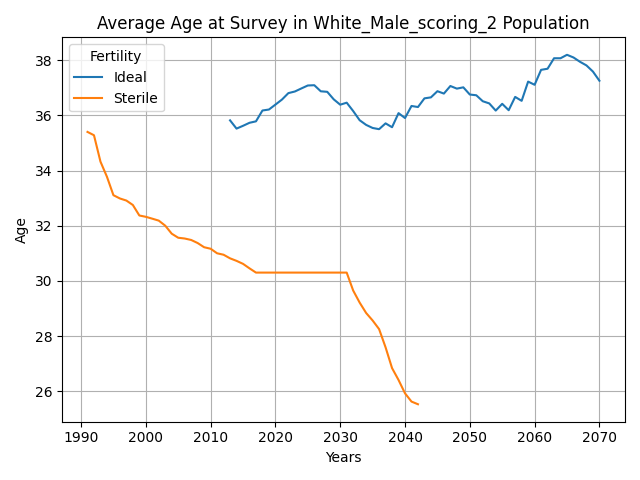 Average Age at Survey in White_Male_scoring_2 Population
Fertility
Ideal
Sterile
Age
38
36
34
32
30
28
26
1990 2000 2010 2020 2030 2040 2050 2060 2070
Years